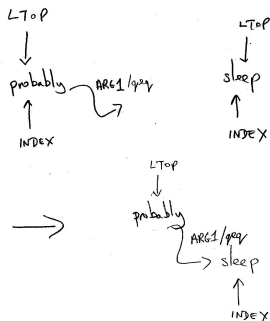 LTOP
LTOP
probably ARG1/qeq
sleep
INDEX
INDEX
LTOP
probably
ARG1/qeq
sleep
INDEX